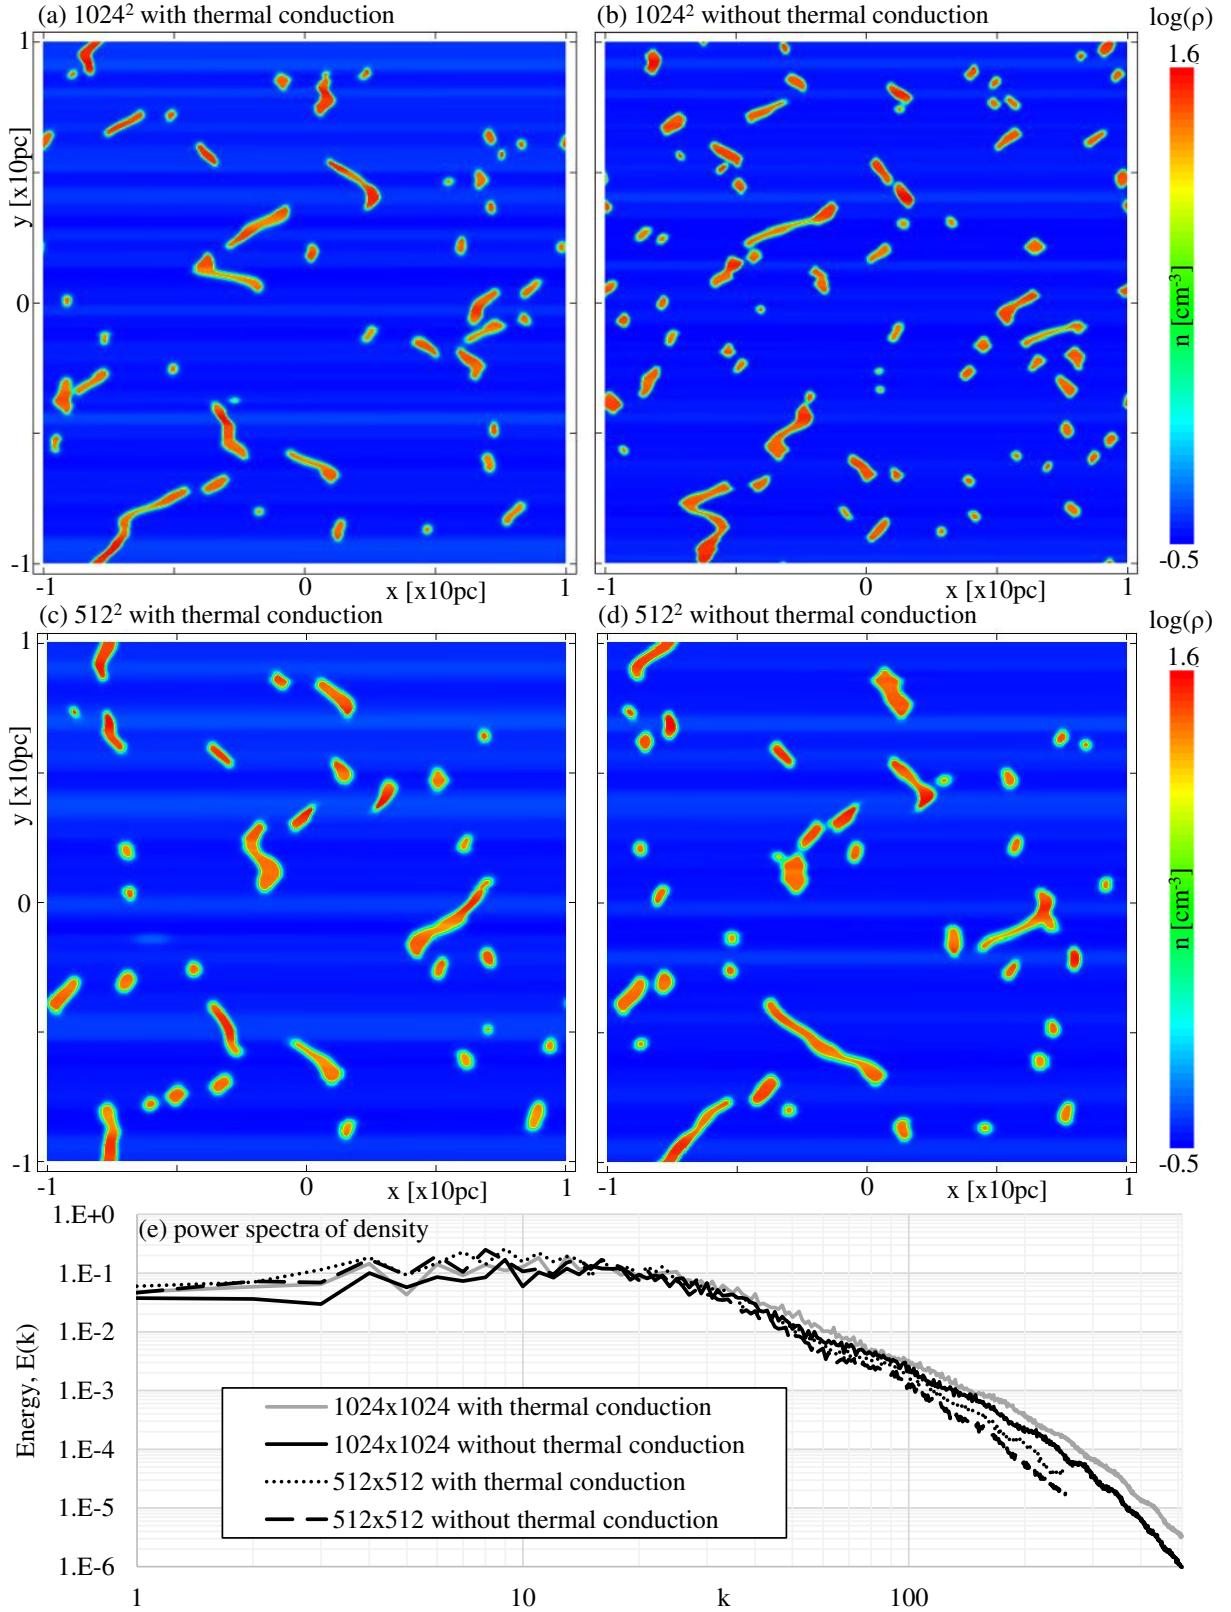 (a) 1024² with thermal conduction
(b) 1024² without thermal conduction
log(ρ)
1.6
1
y [x10pc]
0
-1
-1
0
x [x10pc]
1
-1
0
x [x10pc]
1
n [cm⁻³]
-0.5
(c) 512² with thermal conduction
(d) 512² without thermal conduction
log(ρ)
1.6
1
y [x10pc]
0
-1
-1
0
x [x10pc]
1
-1
0
x [x10pc]
1
n [cm⁻³]
-0.5
(e) power spectra of density
Energy, E(k)
1.E+0
1.E-1
1.E-2
1.E-3
1.E-4
1.E-5
1.E-6
1024x1024 with thermal conduction
1024x1024 without thermal conduction
512x512 with thermal conduction
512x512 without thermal conduction
1
10
k
100